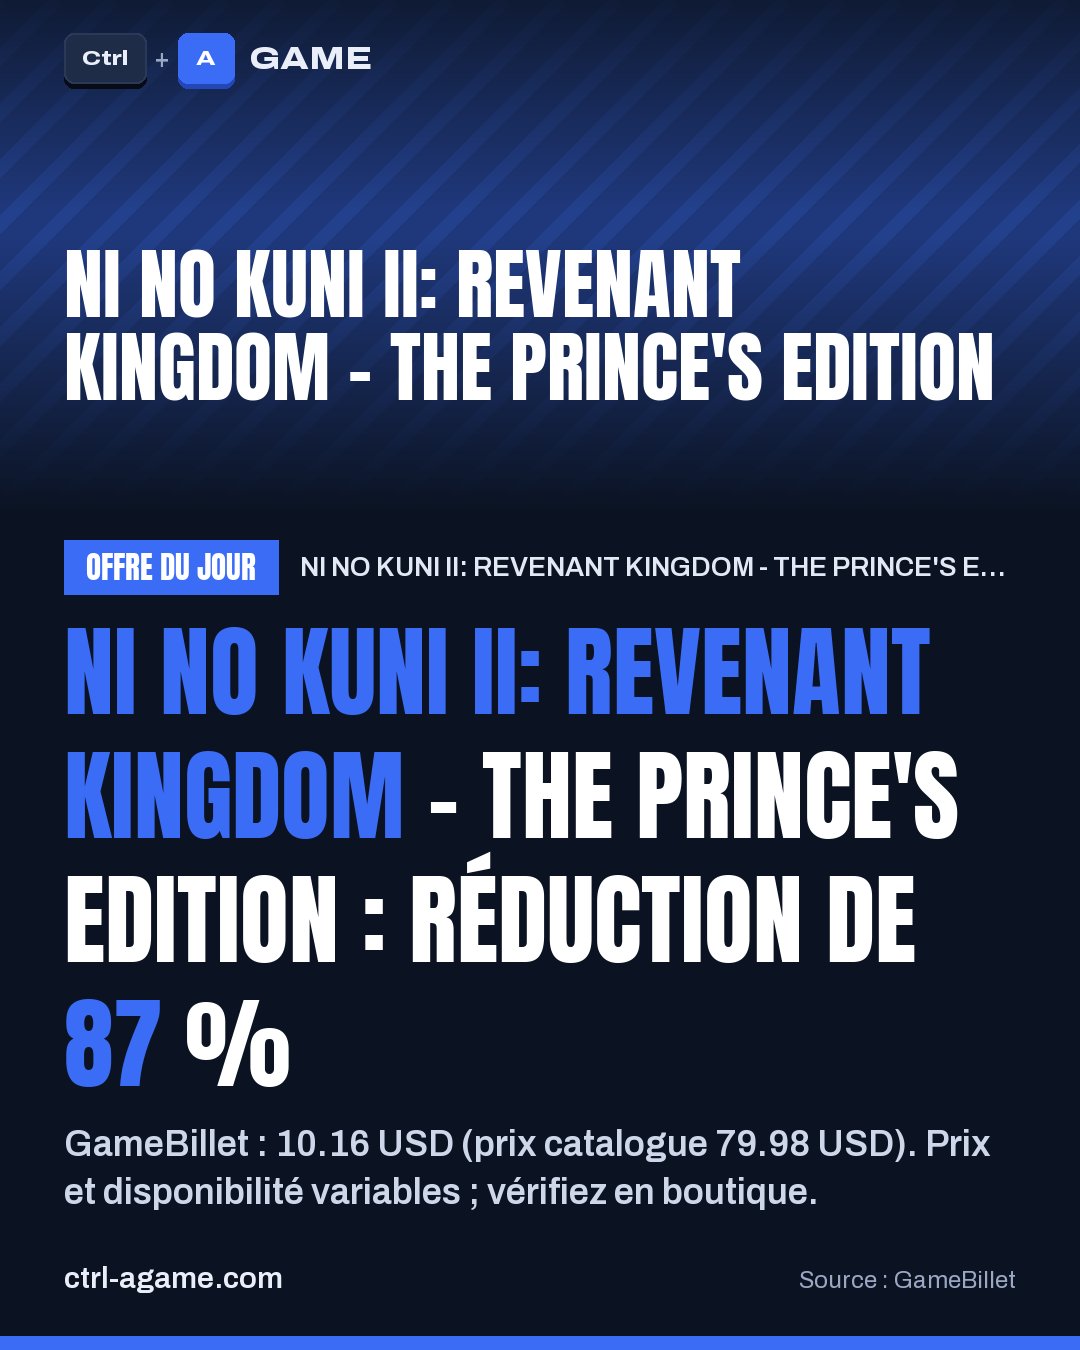 Ctrl + A GAME
NI NO KUNI II: REVENANT
KINGDOM - THE PRINCE'S EDITION
OFFRE DU JOUR NI NO KUNI II: REVENANT KINGDOM - THE PRINCE'S E...
NI NO KUNI II: REVENANT
KINGDOM - THE PRINCE'S
EDITION : RÉDUCTION DE
87 %
GameBillet : 10.16 USD (prix catalogue 79.98 USD). Prix
et disponibilité variables ; vérifiez en boutique.
ctrl-agame.com Source : GameBillet